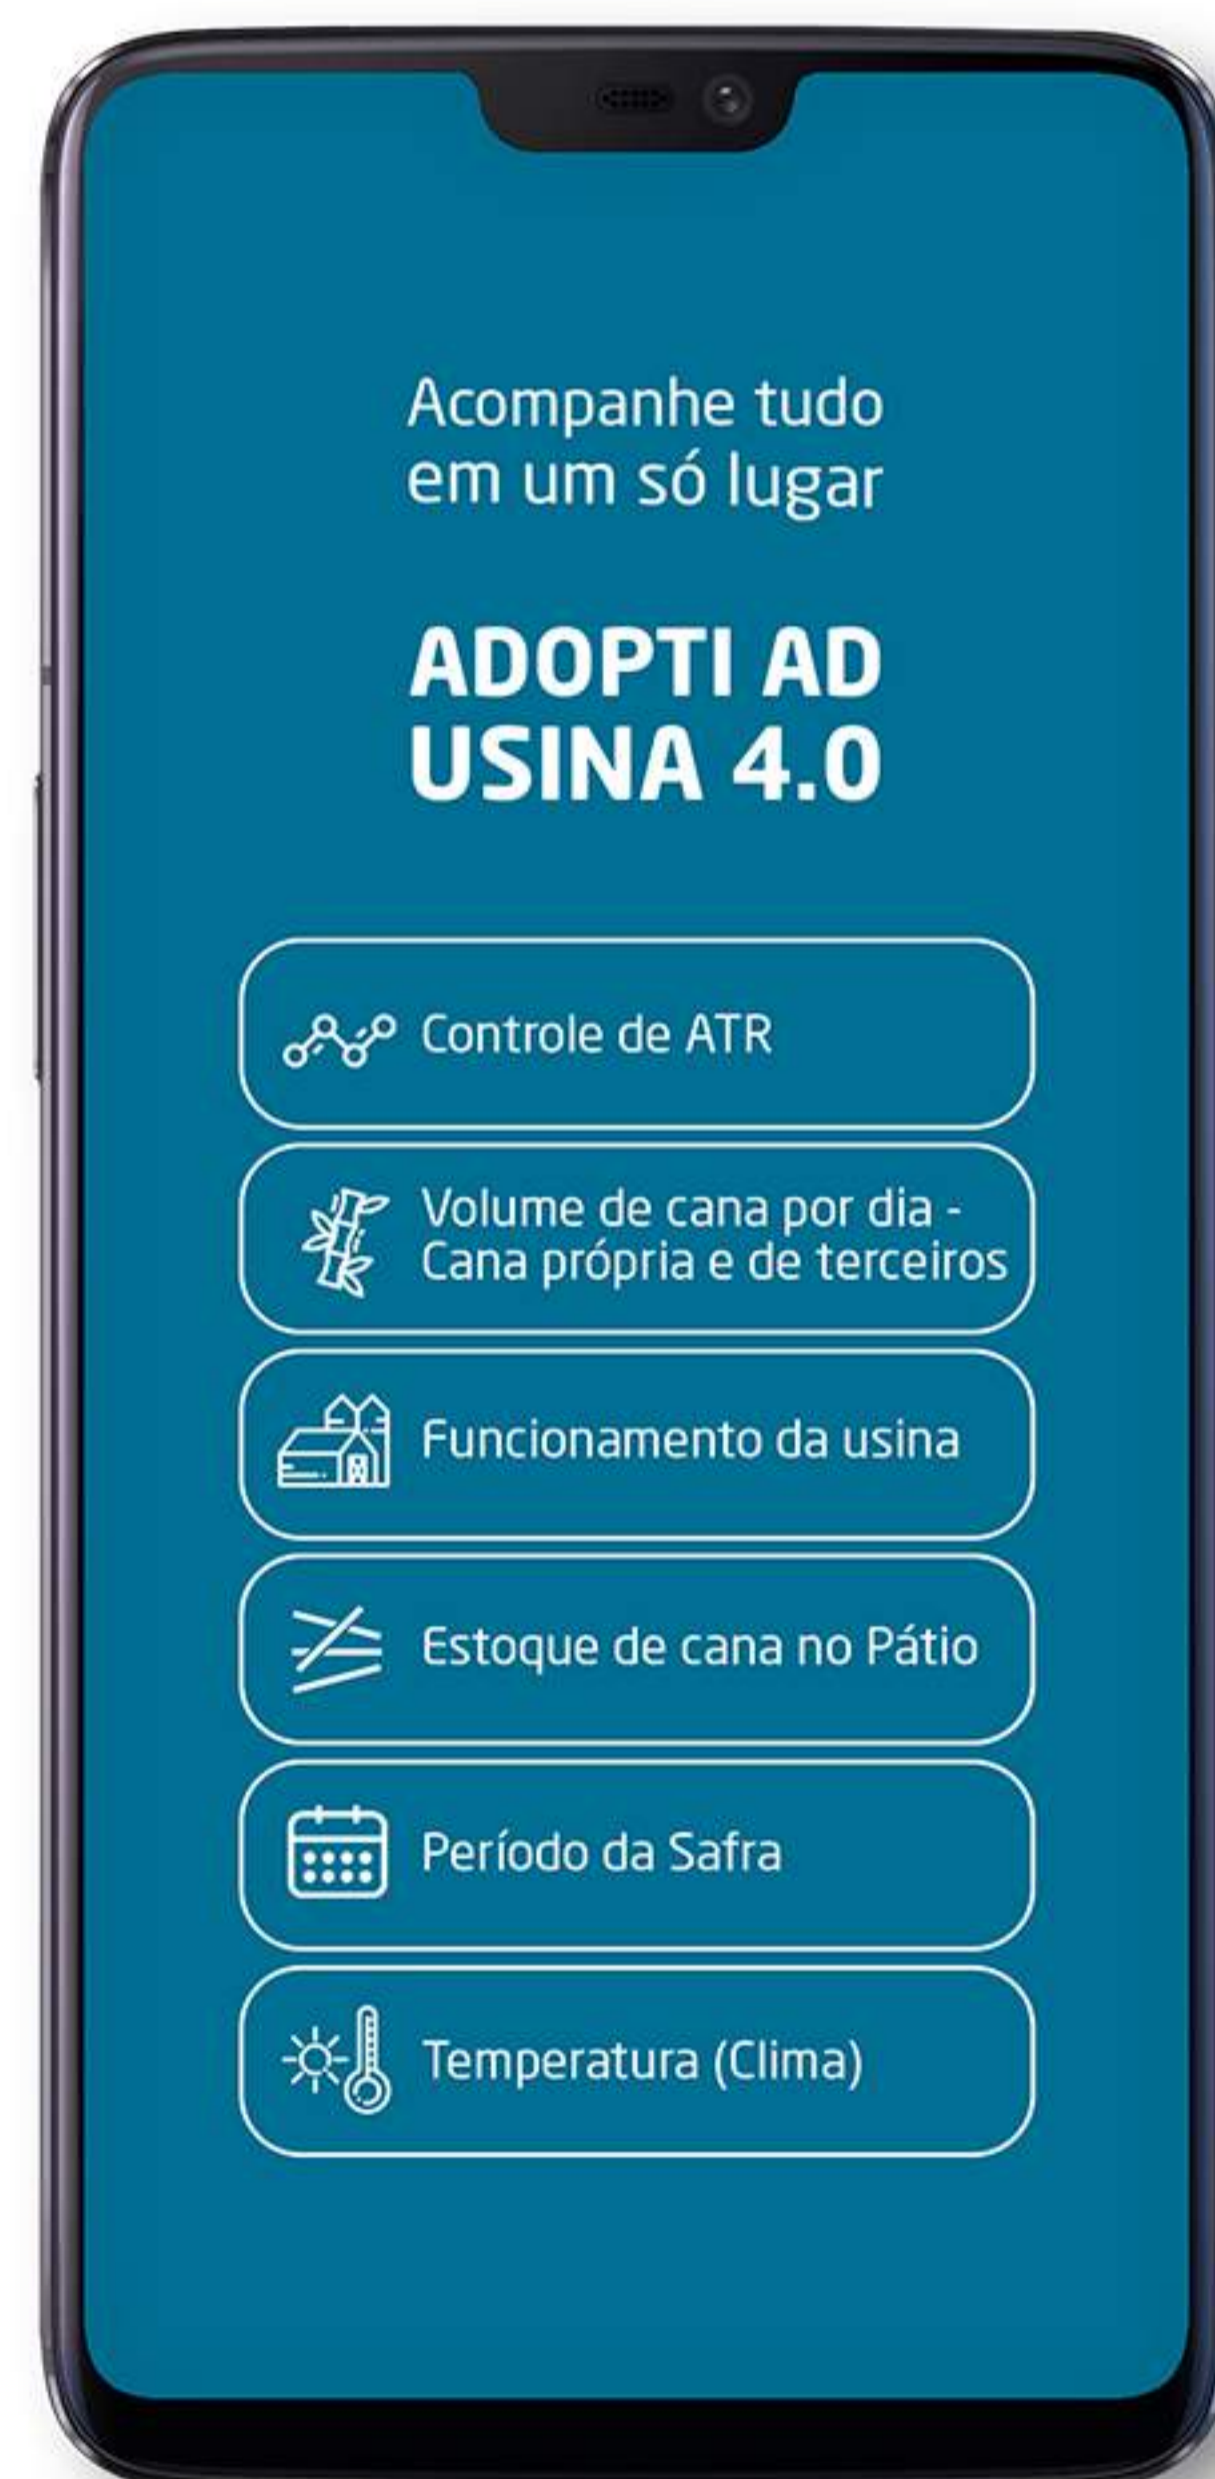 Acompanhe tudo
em um só lugar
ADOPTI AD
USINA 4.0
Controle de ATR
Volume de cana por dia -
Cana própria e de terceiros
Funcionamento da usina
Estoque de cana no Pátio
Período da Safra
Temperatura (Clima)